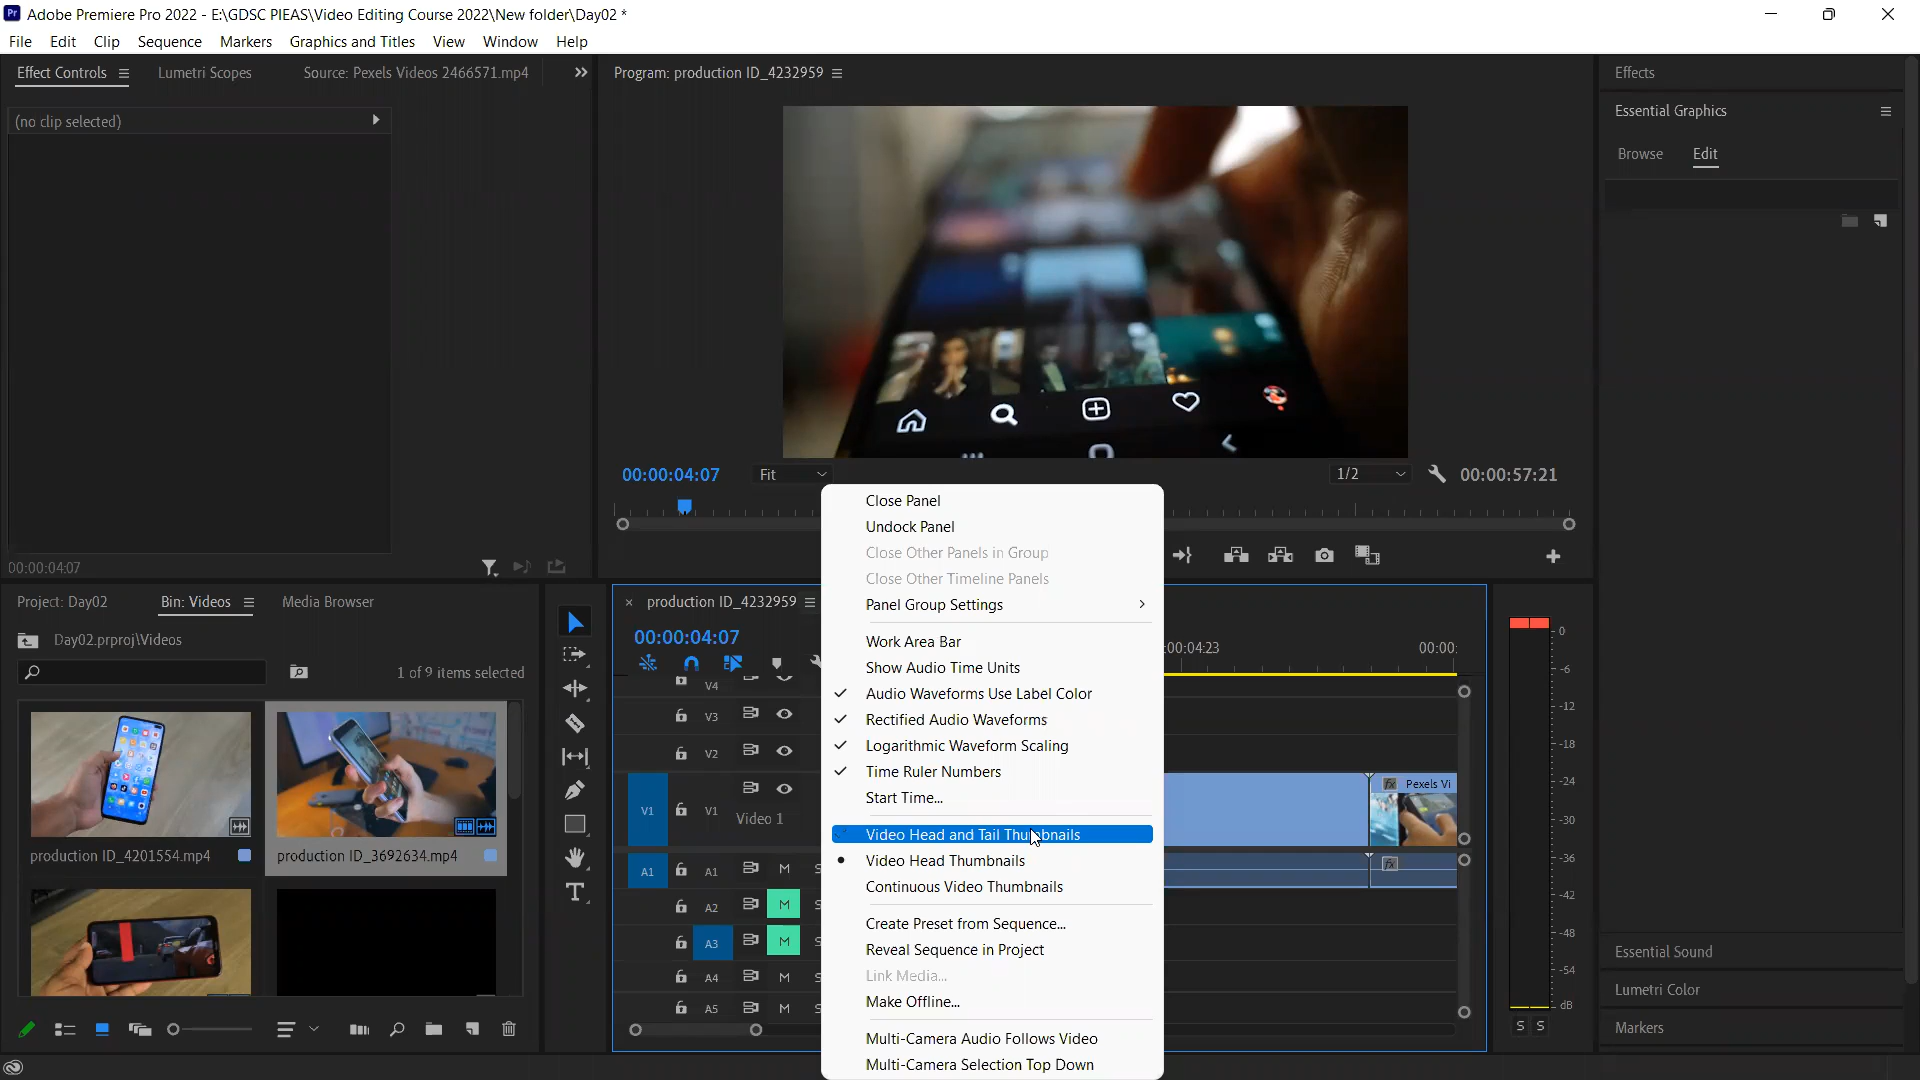 Adobe Premiere Pro 2022 - E:\GDSC PIEAS\Video Editing Course 2022\New folder\Day02 *
File Edit Clip Sequence Markers Graphics and Titles View Window Help
Effect Controls Lumetri Scopes Source: Pexels Videos 2466571.mp4
(no clip selected)
00:00:04:07
Program: production ID_4232959
00:00:04:07 Fit 1/2 00:00:57:21
Effects
Essential Graphics
Browse Edit
Essential Sound
Lumetri Color
Markers
Project: Day02 Bin: Videos Media Browser
Day02.prproj\Videos
1 of 9 items selected
production ID_4201554.mp4
production ID_3692634.mp4
production ID_4232959
00:00:04:07
:00:04:23 00:00:
V4
V3
V2
V1 V1
Video 1
Pexels Vi
A1 A1 M S
A2 M S
A3 M S
A4 M S
A5 M S
Close Panel
Undock Panel
Close Other Panels in Group
Close Other Timeline Panels
Panel Group Settings
Work Area Bar
Show Audio Time Units
Audio Waveforms Use Label Color
Rectified Audio Waveforms
Logarithmic Waveform Scaling
Time Ruler Numbers
Start Time...
Video Head and Tail Thumbnails
Video Head Thumbnails
Continuous Video Thumbnails
Create Preset from Sequence...
Reveal Sequence in Project
Link Media...
Make Offline...
Multi-Camera Audio Follows Video
Multi-Camera Selection Top Down
0
-6
-12
-18
-24
-30
-36
-42
-48
-54
dB
S S